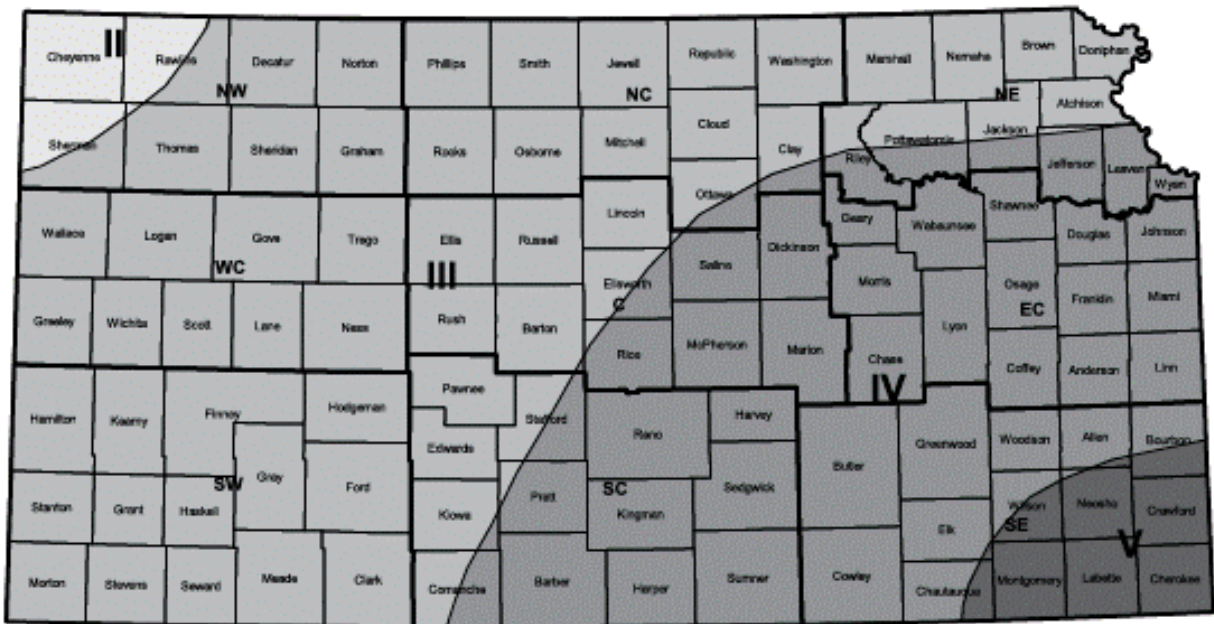 Cheyenne
II
Rawlins
Decatur
Norton
Phillips
Smith
Jewell
Republic
Washington
Marshall
Nemaha
Brown
Doniphan
NW
NC
NE
Sherman
Thomas
Sheridan
Graham
Rooks
Osborne
Mitchell
Cloud
Clay
Riley
Pottawatomie
Jackson
Atchison
Jefferson
Leaven
Wyan
Ottawa
Lincoln
Wallace
Logan
Gove
Trego
Ellis
Russell
Geary
Wabaunsee
Shawnee
Douglas
Johnson
WC
III
Ellsworth
C
Saline
Dickinson
Morris
Osage
EC
Franklin
Miami
Greeley
Wichita
Scott
Lane
Ness
Rush
Barton
Rice
McPherson
Marion
Chase
IV
Lyon
Coffey
Anderson
Linn
Hamilton
Kearny
Finney
Hodgeman
Pawnee
Stafford
Edwards
Reno
Harvey
Butler
Greenwood
Woodson
Allen
Bourbon
SW
Gray
Ford
SC
Sedgwick
Stanton
Grant
Haskell
Kiowa
Pratt
Kingman
Elk
Wilson
SE
Neosho
Crawford
V
Morton
Stevens
Seward
Meade
Clark
Comanche
Barber
Harper
Sumner
Cowley
Chautauqua
Montgomery
Labette
Cherokee